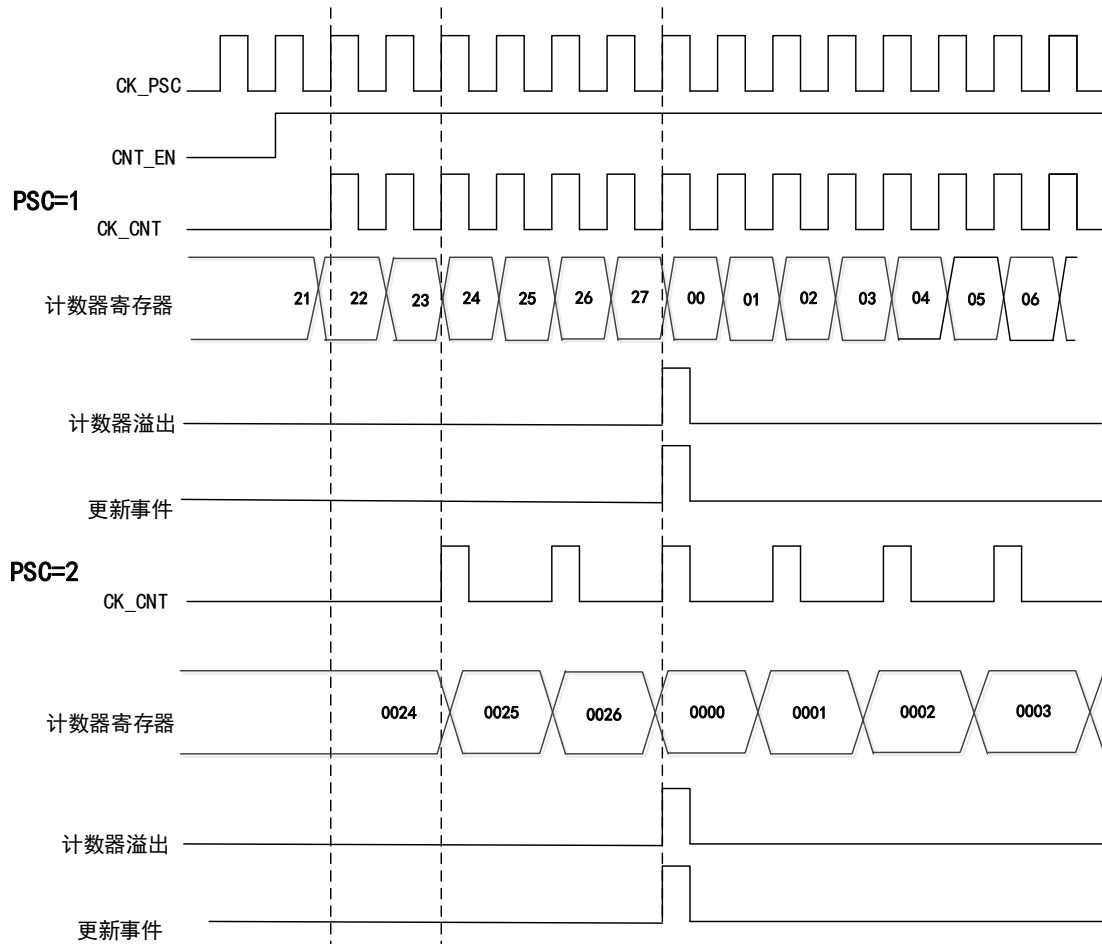 CK_PSC
CNT_EN
PSC=1
CK_CNT
计数器寄存器 21 22 23 24 25 26 27 00 01 02 03 04 05 06
计数器溢出
更新事件
PSC=2
CK_CNT
计数器寄存器 0024 0025 0026 0000 0001 0002 0003
计数器溢出
更新事件